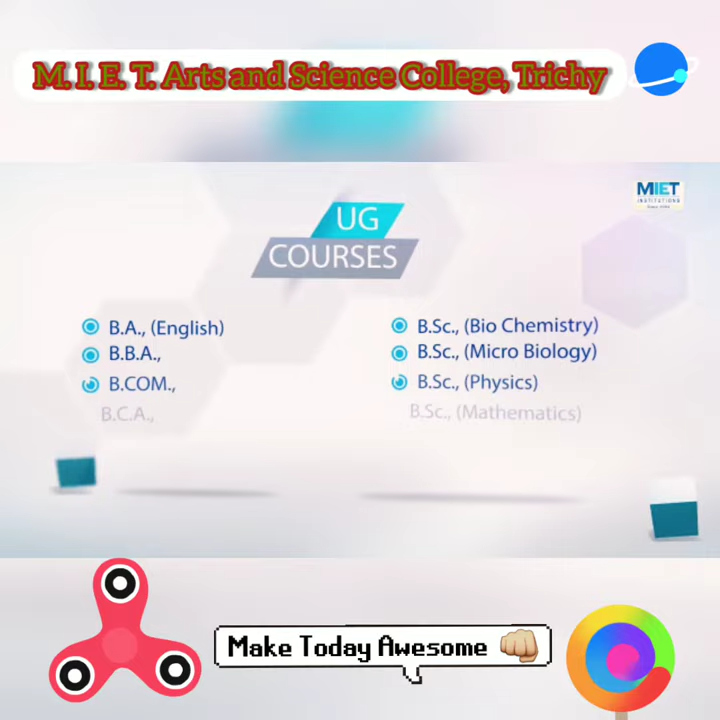 M. I. E. T. Arts and Science College, Trichy
MIET
INSTITUTIONS
UG
COURSES
B.A., (English)
B.B.A.,
B.COM.,
B.C.A.,
B.Sc., (Bio Chemistry)
B.Sc., (Micro Biology)
B.Sc., (Physics)
B.Sc., (Mathematics)
Make Today Awesome 👊🏼